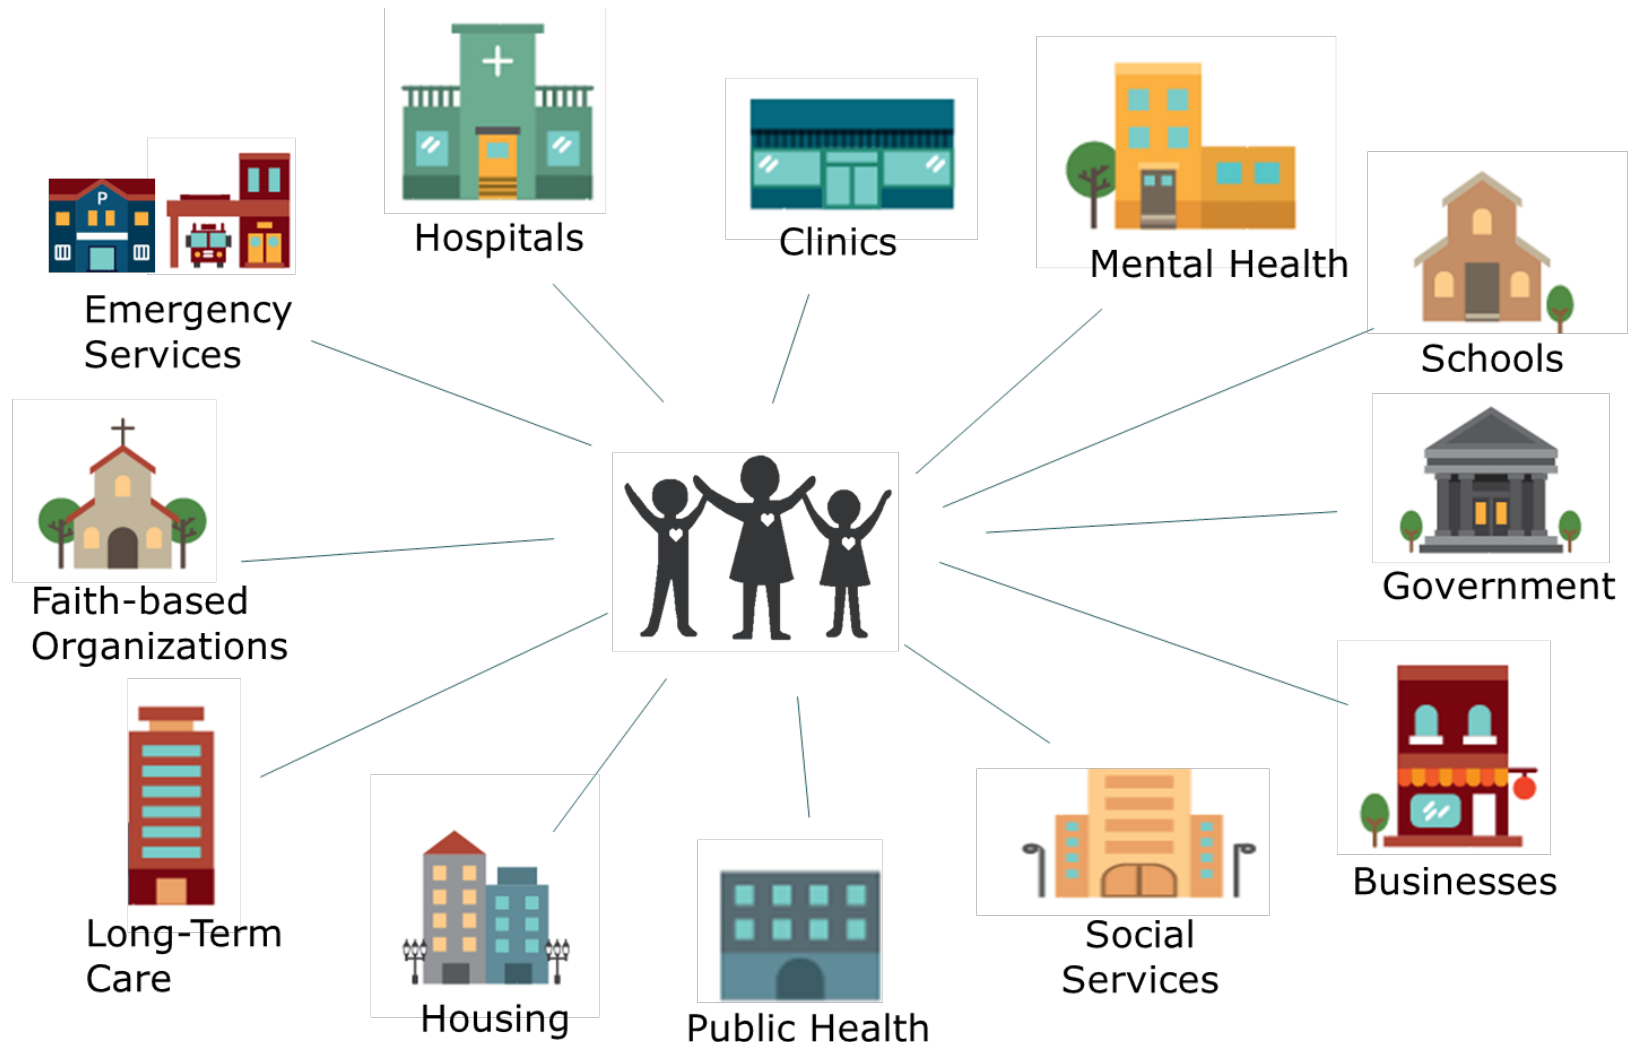 Hospitals
Clinics
Mental Health
P
Emergency
Services
Schools
Government
Faith-based
Organizations
Businesses
Long-Term
Care
Social
Services
Housing
Public Health